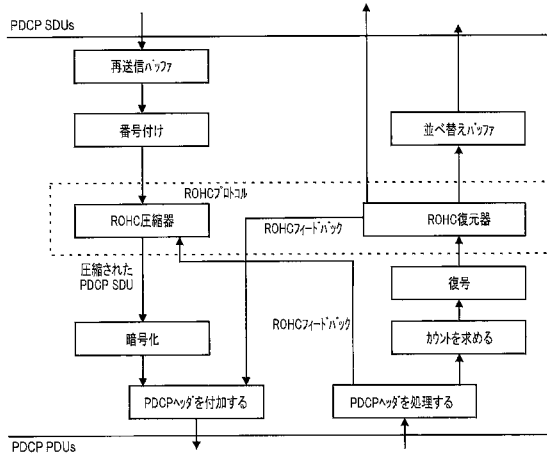 PDCP SDUs
再送信バッファ
番号付け
並べ替えバッファ
ROHCプロトコル
ROHC圧縮器
ROHCフィードバック
ROHC復元器
圧縮された
PDCP SDU
復号
ROHCフィードバック
暗号化
カウントを求める
PDCPヘッダを付加する
PDCPヘッダを処理する
PDCP PDUs